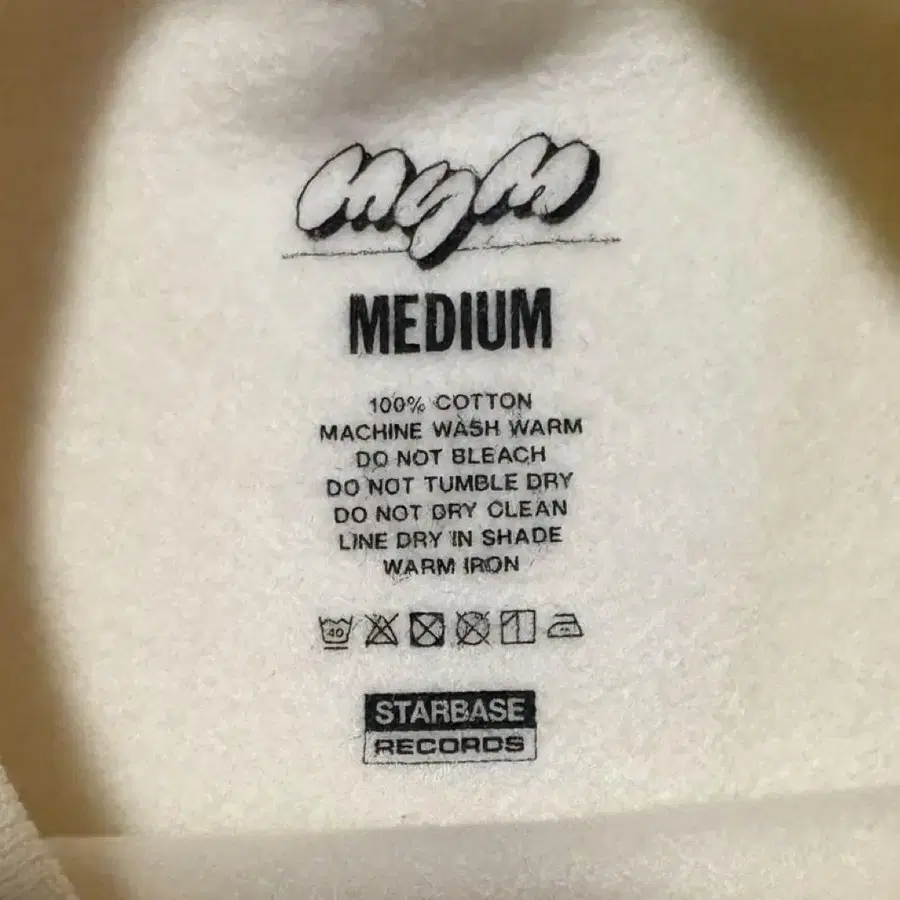 mym
MEDIUM
100% COTTON
MACHINE WASH WARM
DO NOT BLEACH
DO NOT TUMBLE DRY
DO NOT DRY CLEAN
LINE DRY IN SHADE
WARM IRON
40
STARBASE
RECORDS